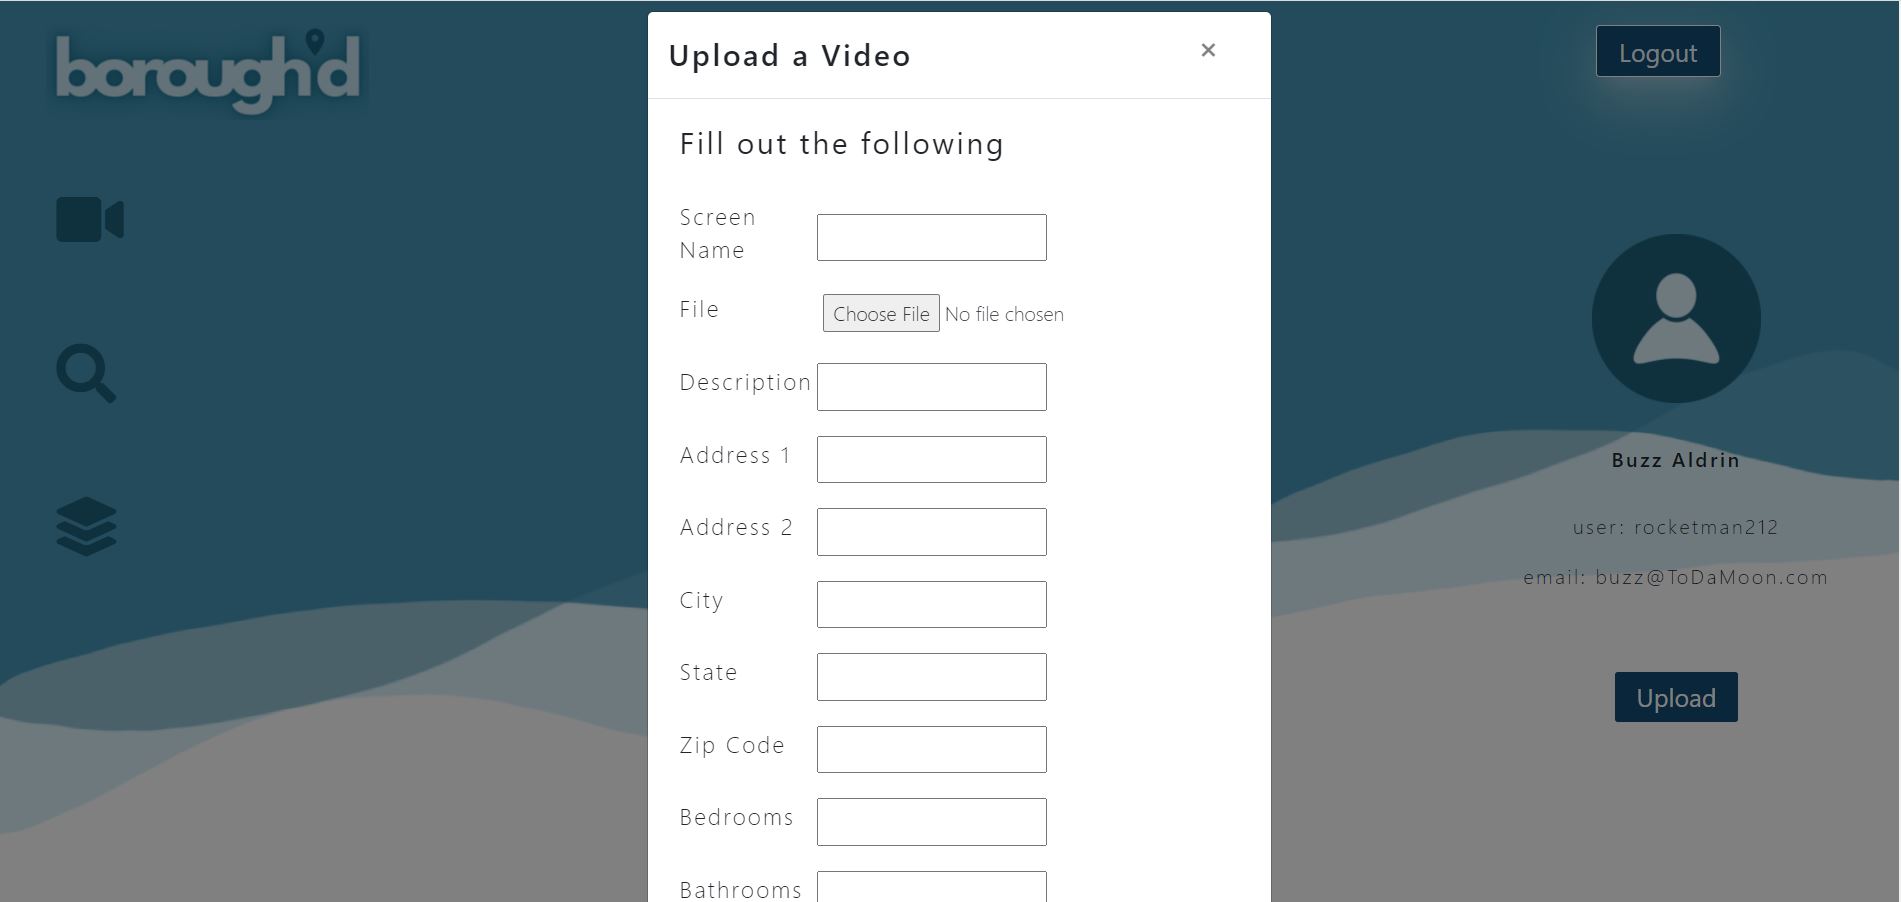 borough'd
Upload a Video
×
Logout
Fill out the following
Screen
Name
File
Choose File No file chosen
Description
Address 1
Address 2
City
State
Zip Code
Bedrooms
Bathrooms
Buzz Aldrin
user: rocketman212
email: buzz@ToDaMoon.com
Upload